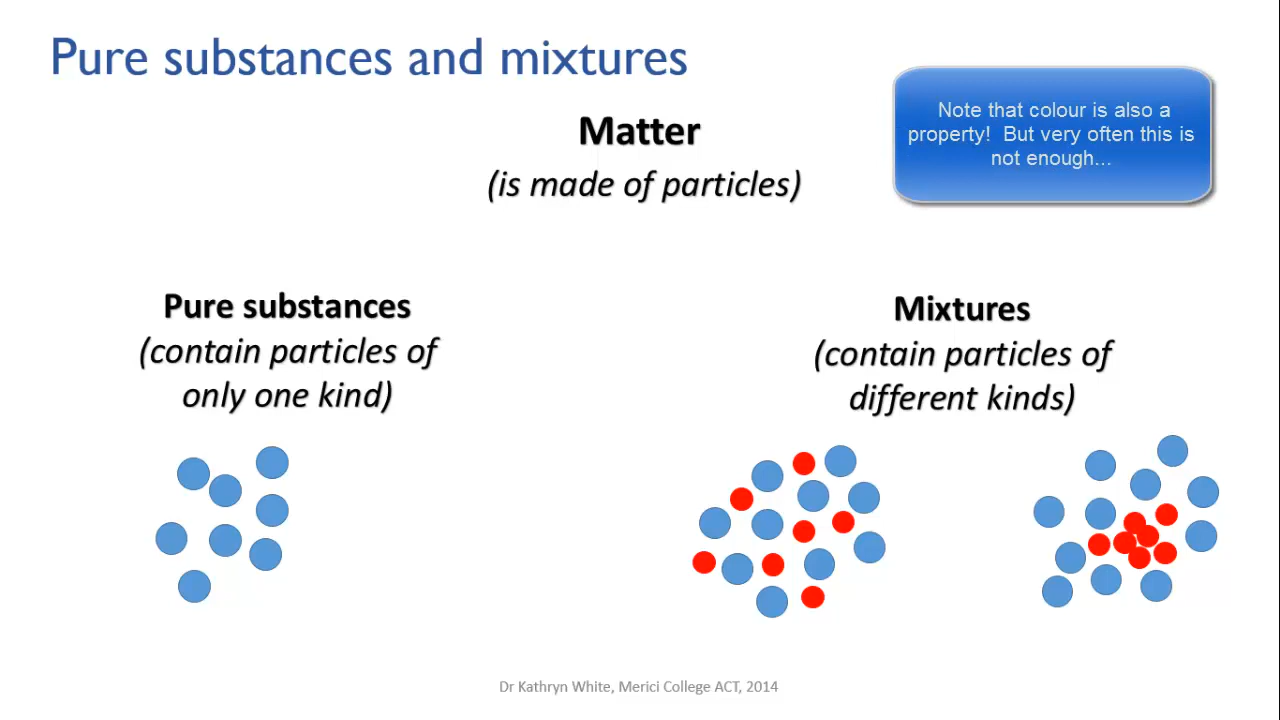 Pure substances and mixtures
Matter
(is made of particles)
Note that colour is also a
property!  But very often this is
not enough...
Pure substances
(contain particles of
only one kind)
Mixtures
(contain particles of
different kinds)
Dr Kathryn White, Merici College ACT, 2014